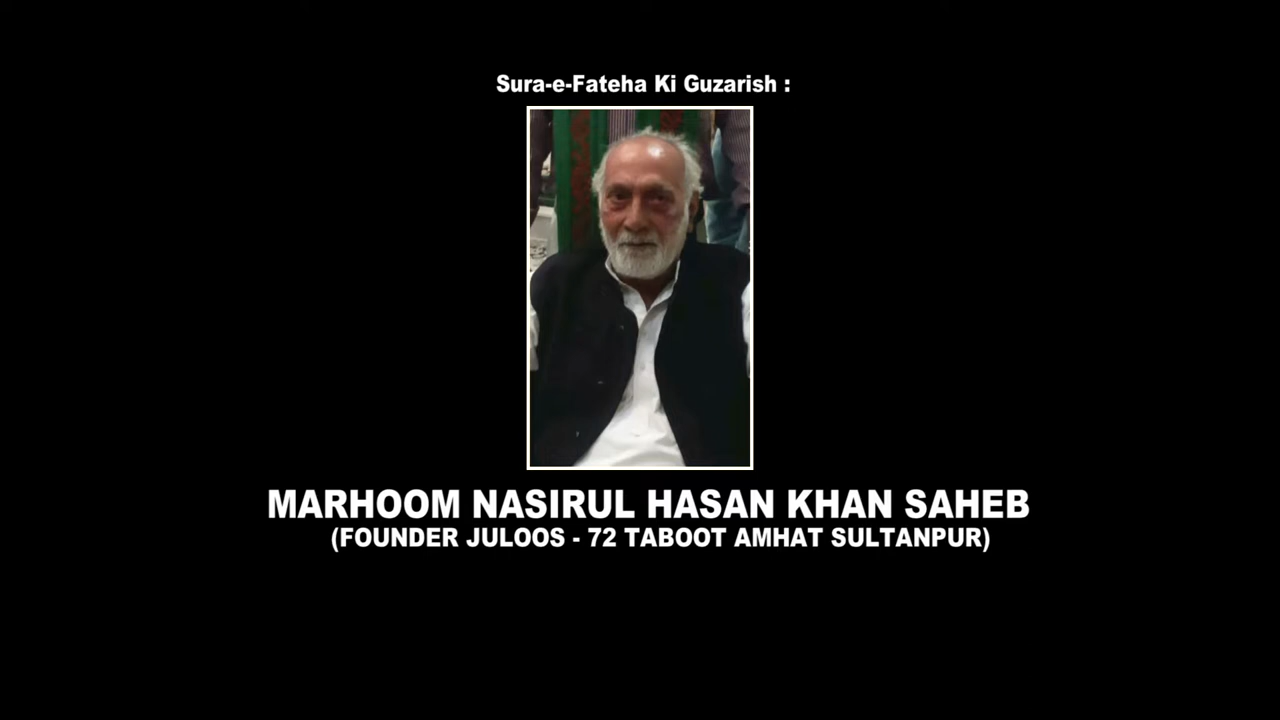 Sura-e-Fateha Ki Guzarish :
MARHOOM NASIRUL HASAN KHAN SAHEB
(FOUNDER JULOOS - 72 TABOOT AMHAT SULTANPUR)